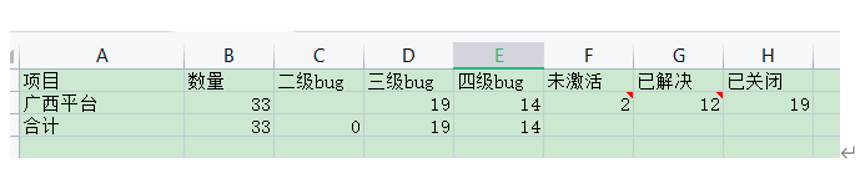 A B C D E F G H
项目 数量 二级bug 三级bug 四级bug 未激活 已解决 已关闭
广西平台 33 19 14 2 12 19
合计 33 0 19 14